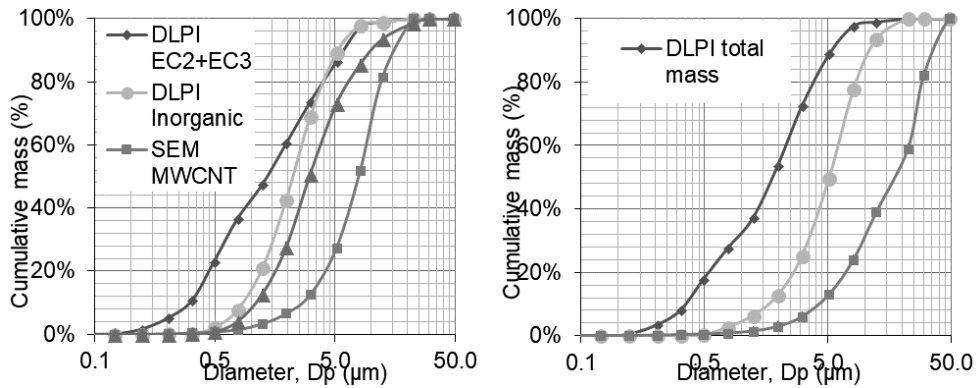 100%
80%
60%
40%
20%
0%
Cumulative mass (%)
DLPI
EC2+EC3
DLPI
Inorganic
SEM
MWCNT
0.1 0.5 5.0 50.0
Diameter, Dp (µm)
100%
80%
60%
40%
20%
0%
Cumulative mass (%)
DLPI total
mass
0.1 0.5 5.0 50.0
Diameter, Dp (µm)